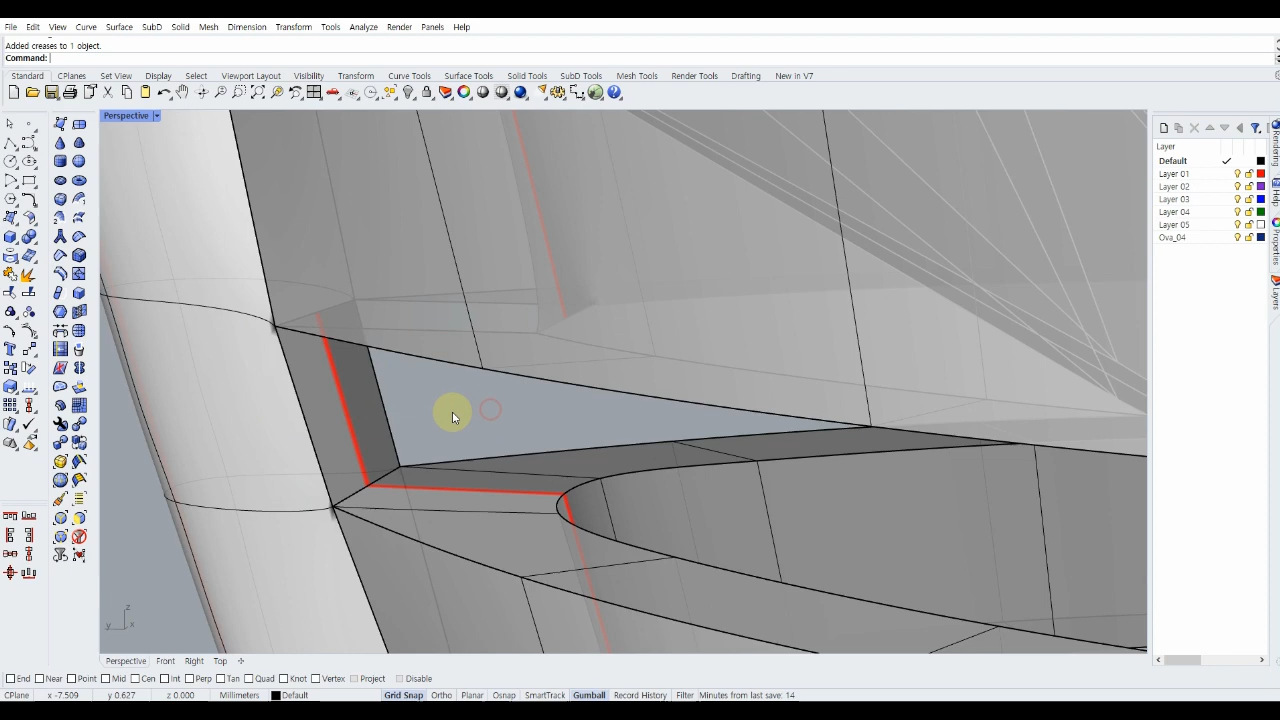 File Edit View Curve Surface SubD Solid Mesh Dimension Transform Tools Analyze Render Panels Help
Added creases to 1 object.
Command:
Standard CPlanes Set View Display Select Viewport Layout Visibility Transform Curve Tools Surface Tools Solid Tools SubD Tools Mesh Tools Render Tools Drafting New in V7
Perspective
Layer
Default
Layer 01
Layer 02
Layer 03
Layer 04
Layer 05
Ova_04
Rendering
Help
Properties
Layers
z
y x
Perspective Front Right Top
End Near Point Mid Cen Int Perp Tan Quad Knot Vertex Project Disable
CPlane x -7.509 y 0.627 z 0.000 Millimeters Default Grid Snap Ortho Planar Osnap SmartTrack Gumball Record History Filter Minutes from last save: 14